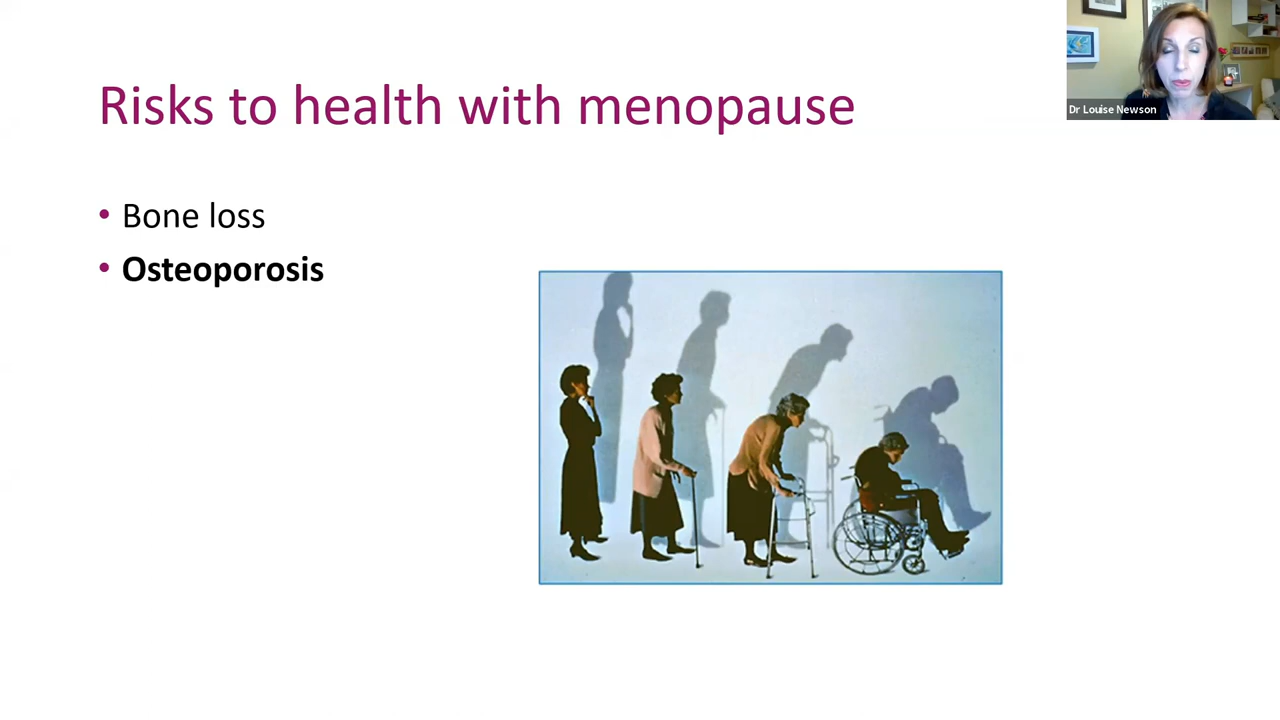 Risks to health with menopause
Dr Louise Newson
• Bone loss
• Osteoporosis